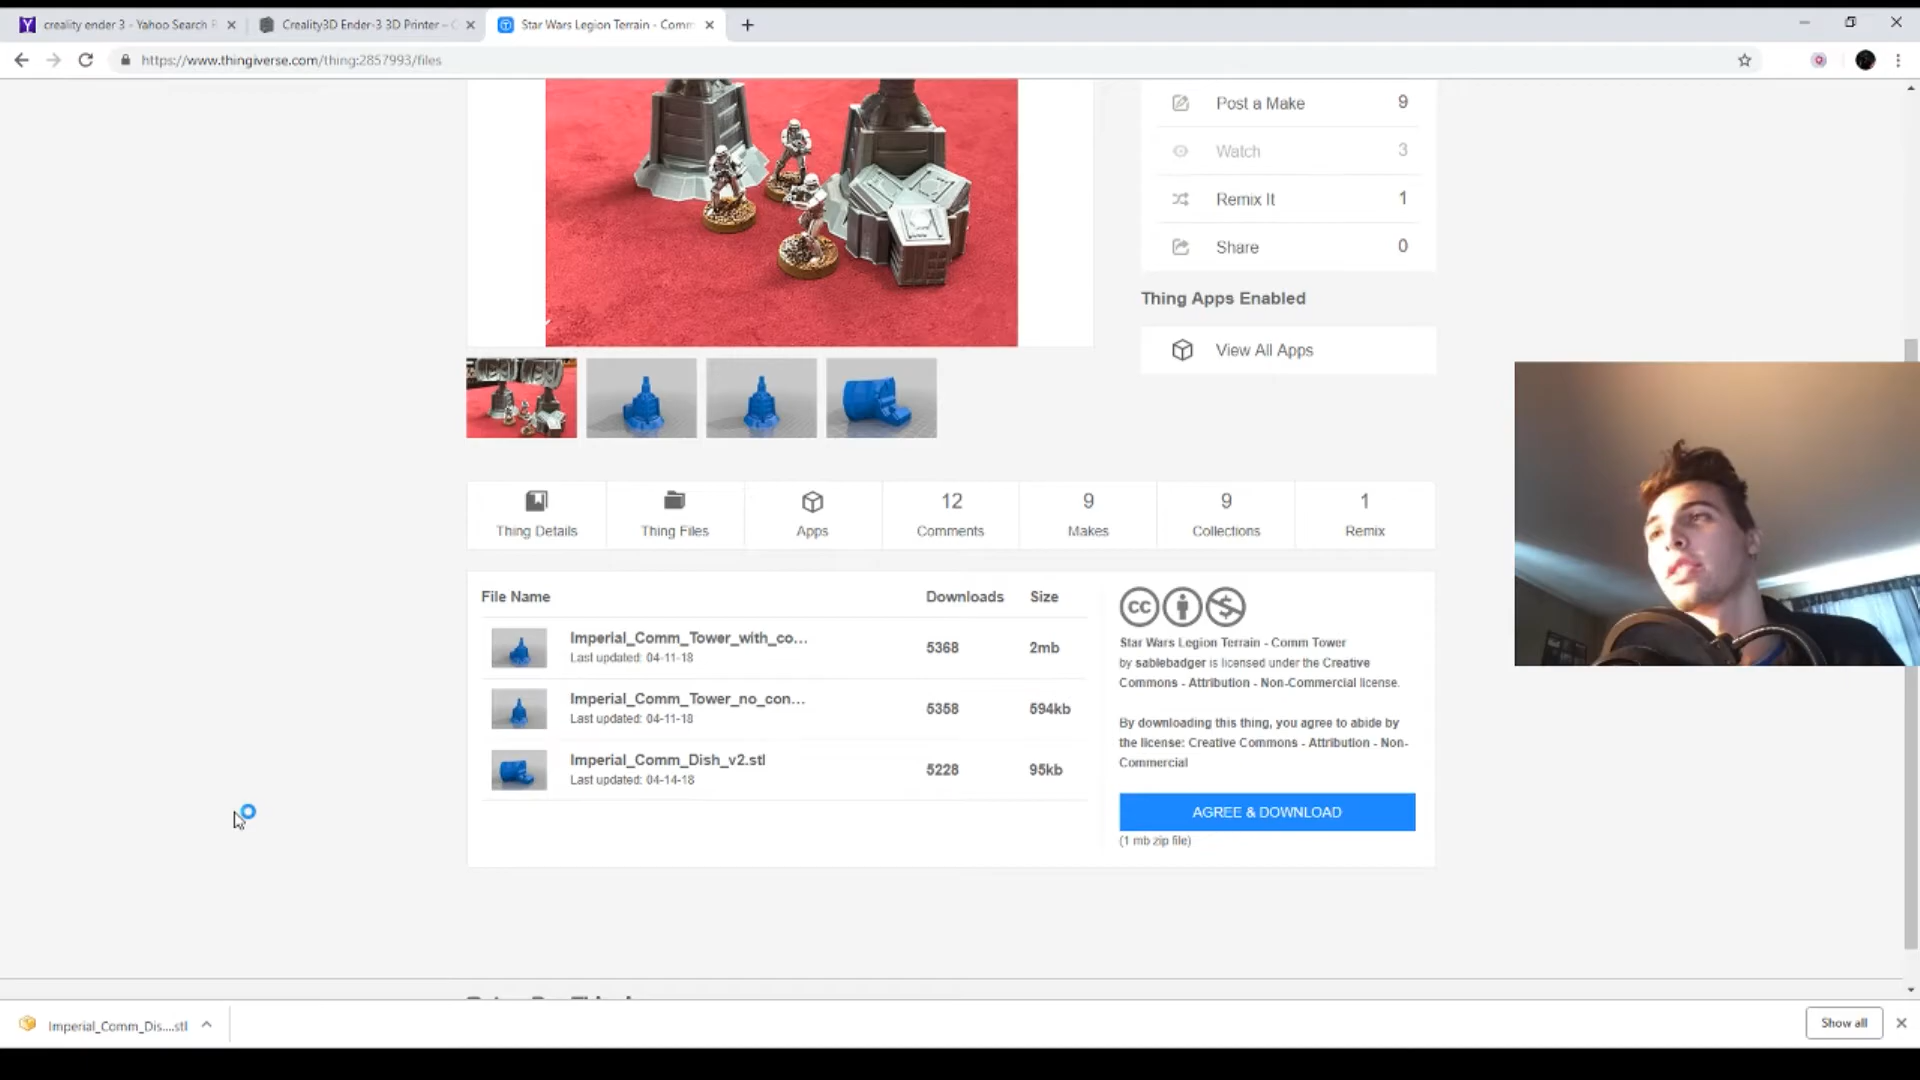 creality ender 3 - Yahoo Search
Creality3D Ender-3 3D Printer –
Star Wars Legion Terrain - Comm
https://www.thingiverse.com/thing:2857993/files
Post a Make 9
Watch 3
Remix It 1
Share 0
Thing Apps Enabled
View All Apps
Thing Details
Thing Files
Apps
12
Comments
9
Makes
9
Collections
1
Remix
File Name Downloads Size
Imperial_Comm_Tower_with_co... 5368 2mb
Last updated: 04-11-18
Imperial_Comm_Tower_no_con... 5358 594kb
Last updated: 04-11-18
Imperial_Comm_Dish_v2.stl 5228 95kb
Last updated: 04-14-18
cc
Star Wars Legion Terrain - Comm Tower
by sablebadger is licensed under the Creative
Commons - Attribution - Non-Commercial license.
By downloading this thing, you agree to abide by
the license: Creative Commons - Attribution - Non-
Commercial
AGREE & DOWNLOAD
(1 mb zip file)
Imperial_Comm_Dis....stl
Show all